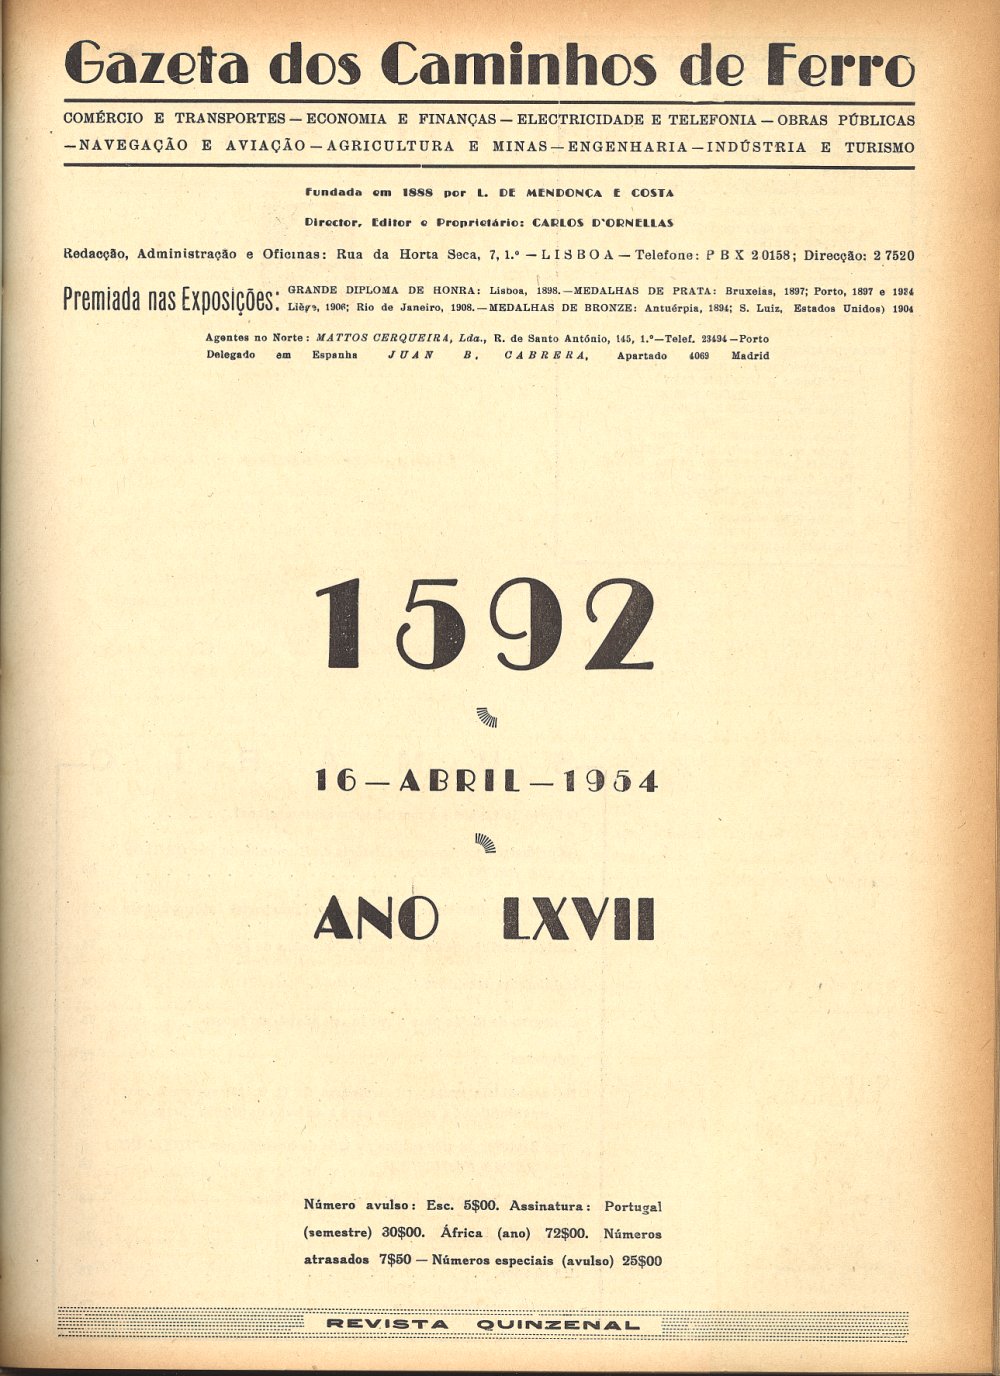 Gazeta dos Caminhos de Ferro
COMÉRCIO E TRANSPORTES — ECONOMIA E FINANÇAS — ELECTRICIDADE E TELEFONIA — OBRAS PÚBLICAS
— NAVEGAÇÃO E AVIAÇÃO — AGRICULTURA E MINAS — ENGENHARIA — INDÚSTRIA E TURISMO
Fundada em 1888 por L. DE MENDONÇA E COSTA
Director, Editor e Proprietário: CARLOS D'ORNELLAS
Redacção, Administração e Oficinas: Rua da Horta Seca, 7, 1.º — LISBOA — Telefone: PBX 20158; Direcção: 27520
Premiada nas Exposições: GRANDE DIPLOMA DE HONRA: Lisboa, 1898. — MEDALHAS DE PRATA: Bruxelas, 1897; Porto, 1897 e 1934
Liège, 1906; Rio de Janeiro, 1908. — MEDALHAS DE BRONZE: Antuérpia, 1894; S. Luiz, Estados Unidos) 1904
Agentes no Norte: MATTOS CERQUEIRA, Lda., R. de Santo António, 145, 1.º — Telef. 23494 — Porto
Delegado em Espanha JUAN B. CABRERA, Apartado 4069 Madrid
1592
16 — ABRIL — 1954
ANO LXVII
Número avulso: Esc. 5$00. Assinatura: Portugal
(semestre) 30$00. África (ano) 72$00. Números
atrasados 7$50 — Números especiais (avulso) 25$00
REVISTA QUINZENAL